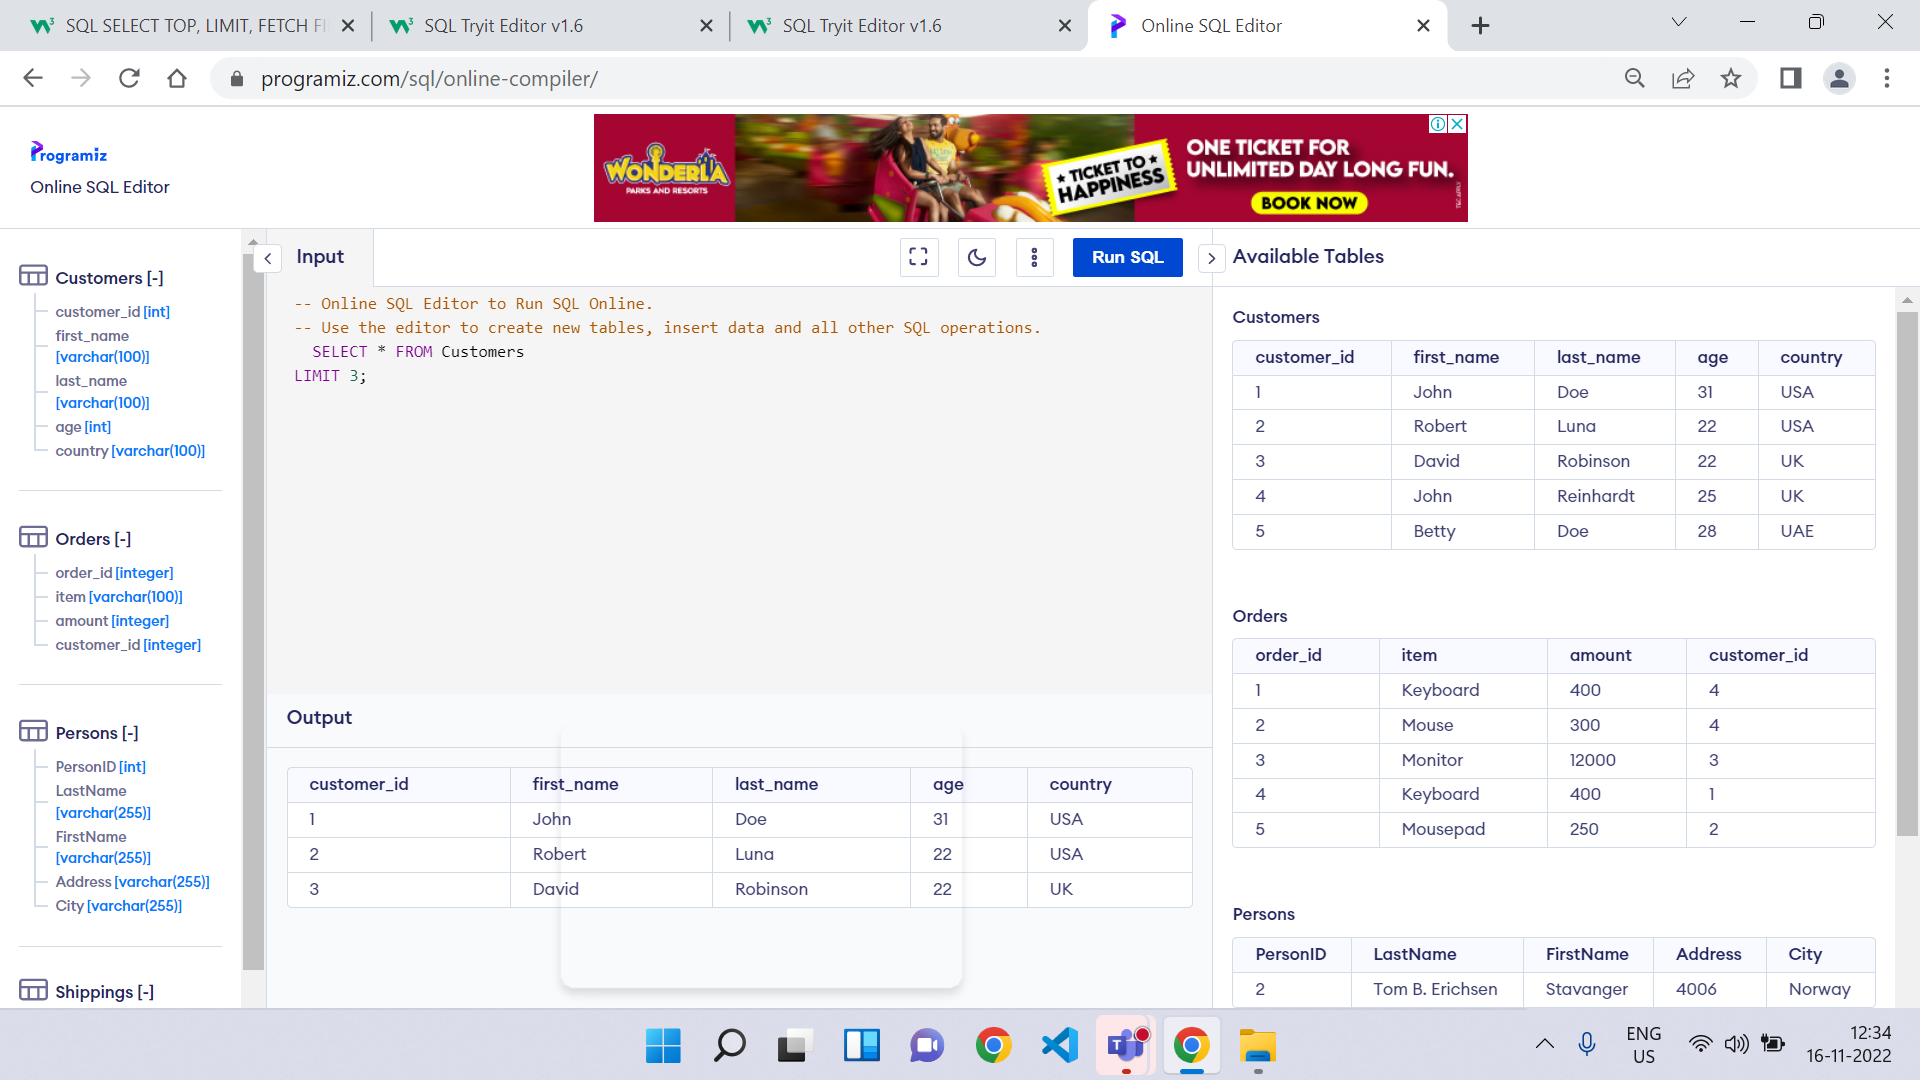 SQL SELECT TOP, LIMIT, FETCH FI
SQL Tryit Editor v1.6
SQL Tryit Editor v1.6
Online SQL Editor
programiz.com/sql/online-compiler/
Programiz
Online SQL Editor
WONDERLA
PARKS AND RESORTS
TICKET TO
HAPPINESS
ONE TICKET FOR
UNLIMITED DAY LONG FUN.
BOOK NOW
Customers [-]
customer_id [int]
first_name
[varchar(100)]
last_name
[varchar(100)]
age [int]
country [varchar(100)]
Orders [-]
order_id [integer]
item [varchar(100)]
amount [integer]
customer_id [integer]
Persons [-]
PersonID [int]
LastName
[varchar(255)]
FirstName
[varchar(255)]
Address [varchar(255)]
City [varchar(255)]
Shippings [-]
Input
Run SQL
-- Online SQL Editor to Run SQL Online.
-- Use the editor to create new tables, insert data and all other SQL operations.
SELECT * FROM Customers
LIMIT 3;
Output
customer_id first_name last_name age country
1 John Doe 31 USA
2 Robert Luna 22 USA
3 David Robinson 22 UK
Available Tables
Customers
customer_id first_name last_name age country
1 John Doe 31 USA
2 Robert Luna 22 USA
3 David Robinson 22 UK
4 John Reinhardt 25 UK
5 Betty Doe 28 UAE
Orders
order_id item amount customer_id
1 Keyboard 400 4
2 Mouse 300 4
3 Monitor 12000 3
4 Keyboard 400 1
5 Mousepad 250 2
Persons
PersonID LastName FirstName Address City
2 Tom B. Erichsen Stavanger 4006 Norway
ENG
US
12:34
16-11-2022